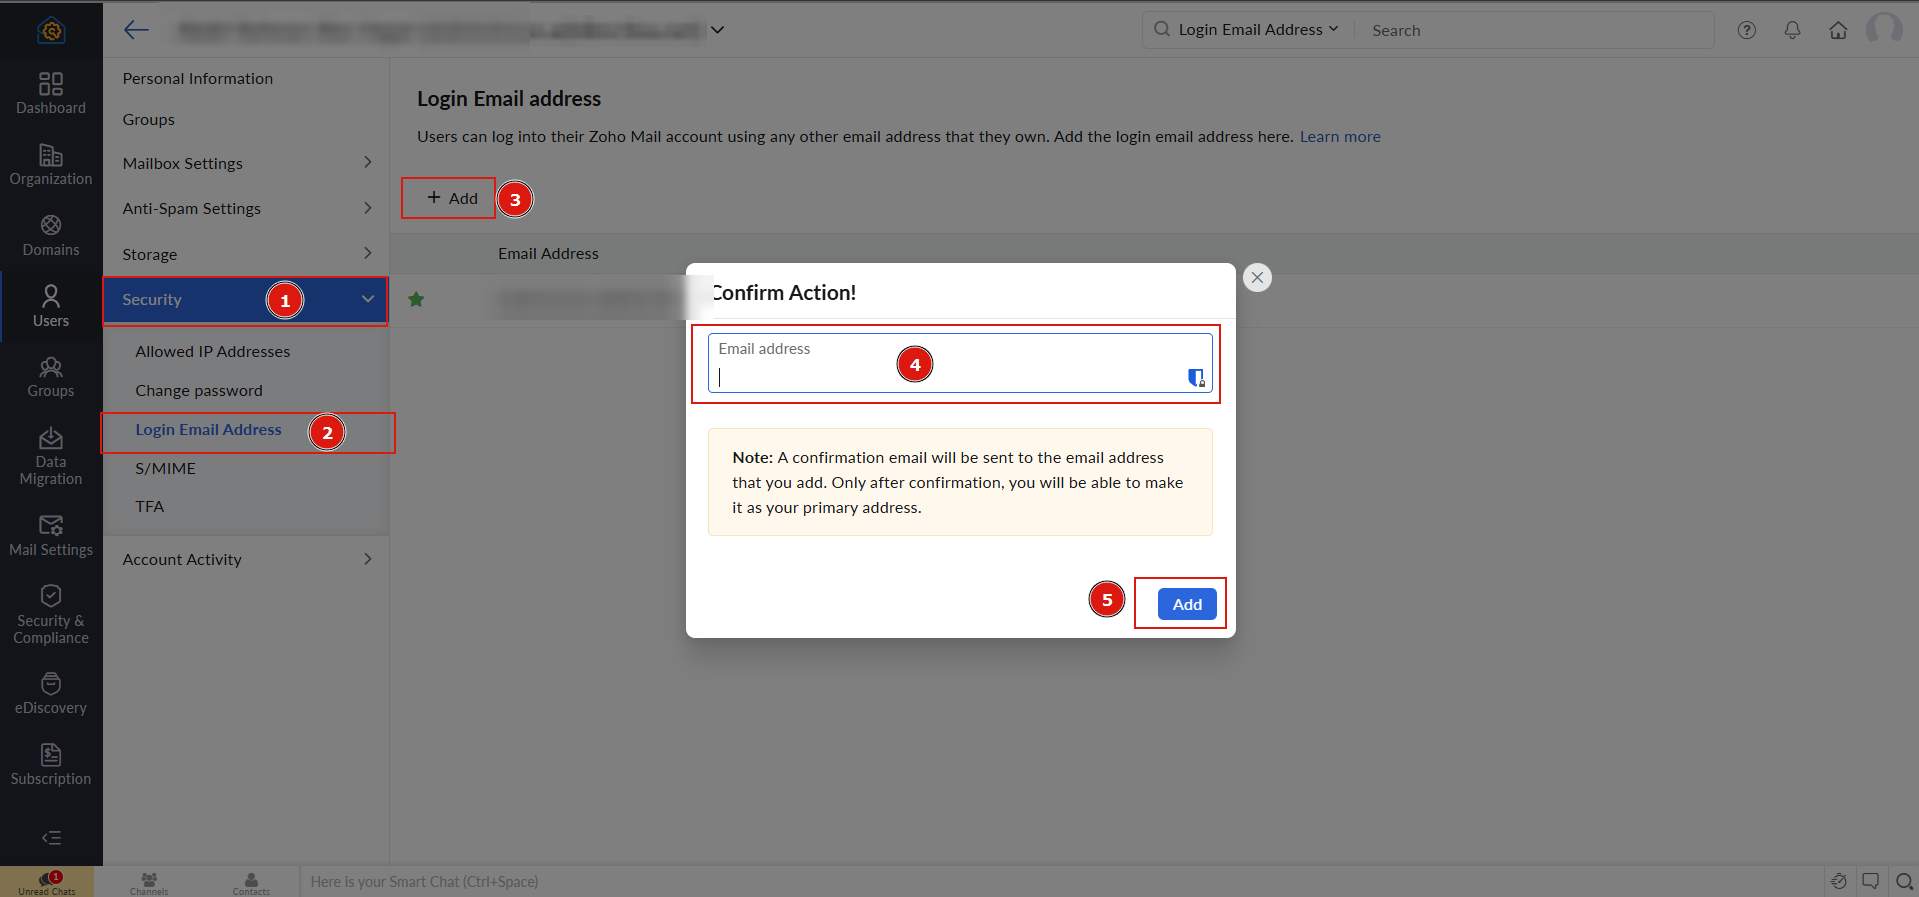 Login Email Address
Search
Dashboard
Organization
Domains
Users
Groups
Data
Migration
Mail Settings
Security &
Compliance
eDiscovery
Subscription
Personal Information
Groups
Mailbox Settings
Anti-Spam Settings
Storage
Security
1
Allowed IP Addresses
Change password
Login Email Address
2
S/MIME
TFA
Account Activity
Login Email address
Users can log into their Zoho Mail account using any other email address that they own. Add the login email address here. Learn more
+ Add
3
Email Address
Confirm Action!
Email address
4
Note: A confirmation email will be sent to the email address
that you add. Only after confirmation, you will be able to make
it as your primary address.
5
Add
1
Unread Chats
Channels
Contacts
Here is your Smart Chat (Ctrl+Space)